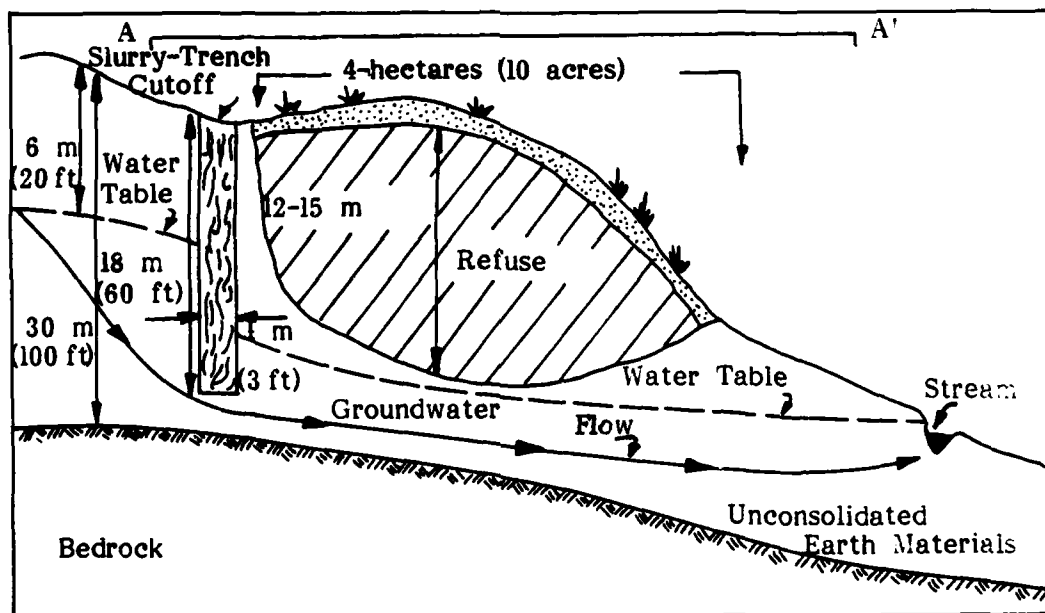 A
A'
Slurry-Trench
Cutoff
4-hectares (10 acres)
6 m
(20 ft
Water
Table
12-15 m
18 m
(60 ft)
Refuse
30 m
(100 ft)
m
(3 ft)
Water Table
Stream
Groundwater
Flow
Unconsolidated
Earth Materials
Bedrock